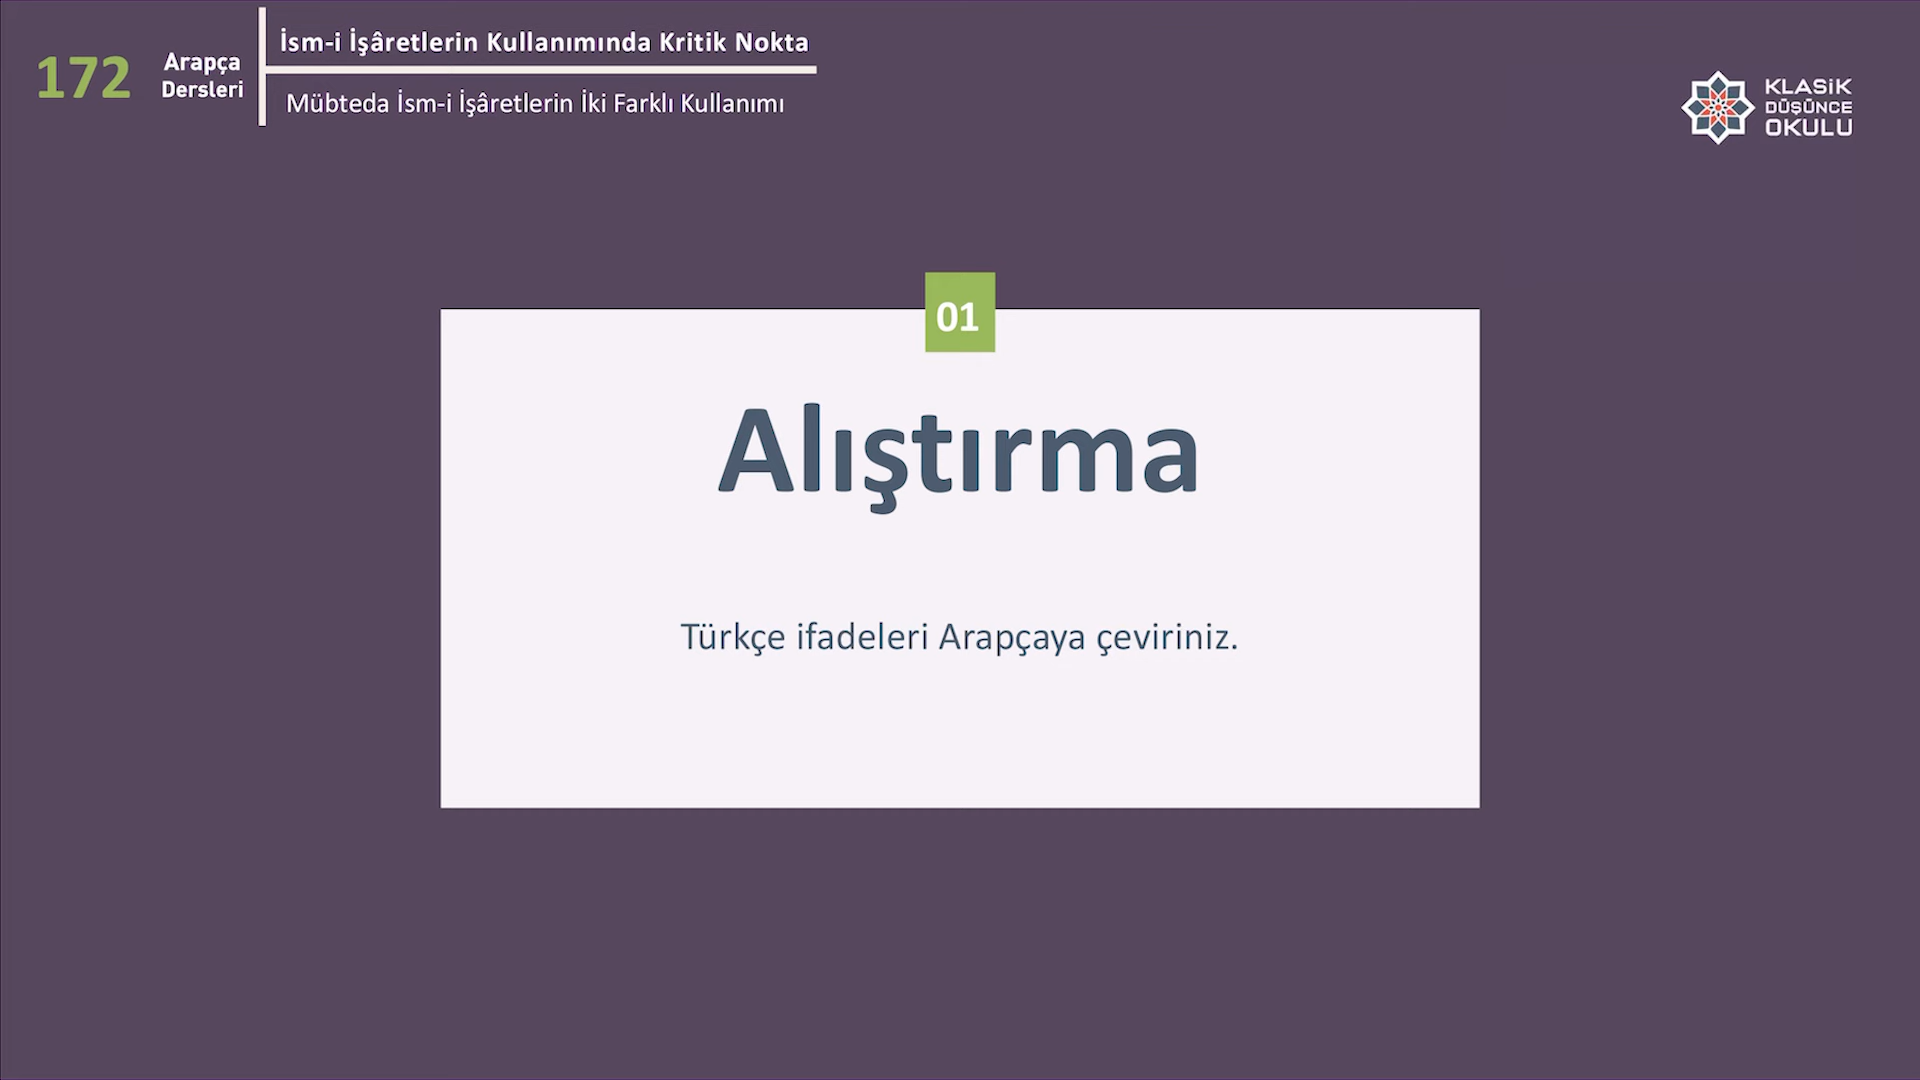 172
Arapça
Dersleri
İsm-i İşâretlerin Kullanımında Kritik Nokta
Mübteda İsm-i İşâretlerin İki Farklı Kullanımı
KLASiK
DÜŞÜNCE
OKULU
01
Alıştırma
Türkçe ifadeleri Arapçaya çeviriniz.